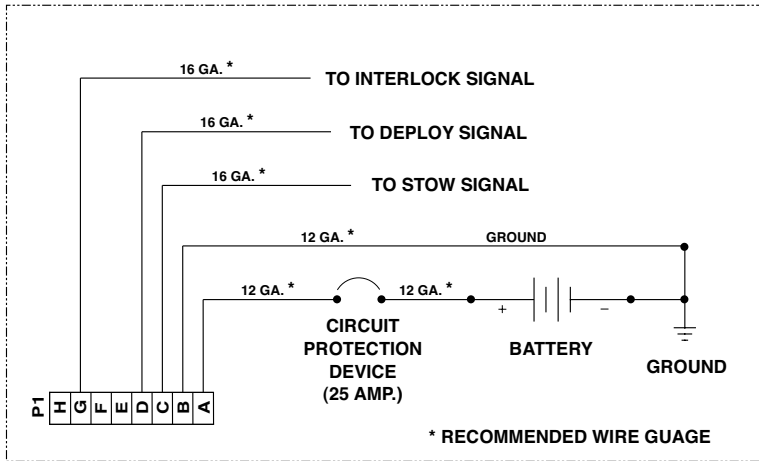 16 GA. *
TO INTERLOCK SIGNAL
16 GA. *
TO DEPLOY SIGNAL
16 GA. *
TO STOW SIGNAL
12 GA. *
GROUND
12 GA. *
12 GA. *
+
–
CIRCUIT
PROTECTION
DEVICE
(25 AMP.)
BATTERY
GROUND
P1
H G F E D C B A
* RECOMMENDED WIRE GUAGE